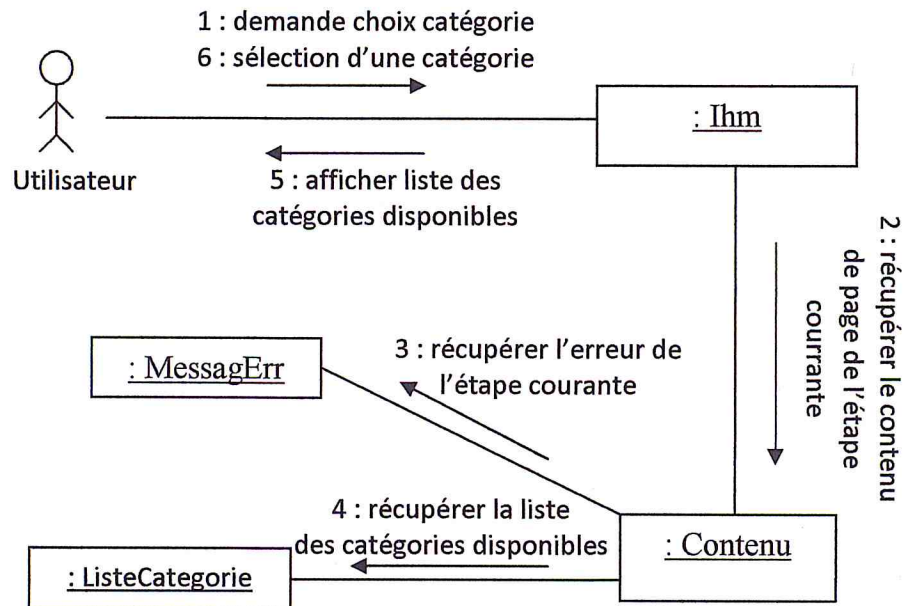 1 : demande choix catégorie
6 : sélection d'une catégorie
: Ihm
Utilisateur
5 : afficher liste des
catégories disponibles
2 : récupérer le contenu
de page de l'étape
courrante
: MessagErr
3 : récupérer l'erreur de
l'étape courante
4 : récupérer la liste
des catégories disponibles
: Contenu
: ListeCategorie